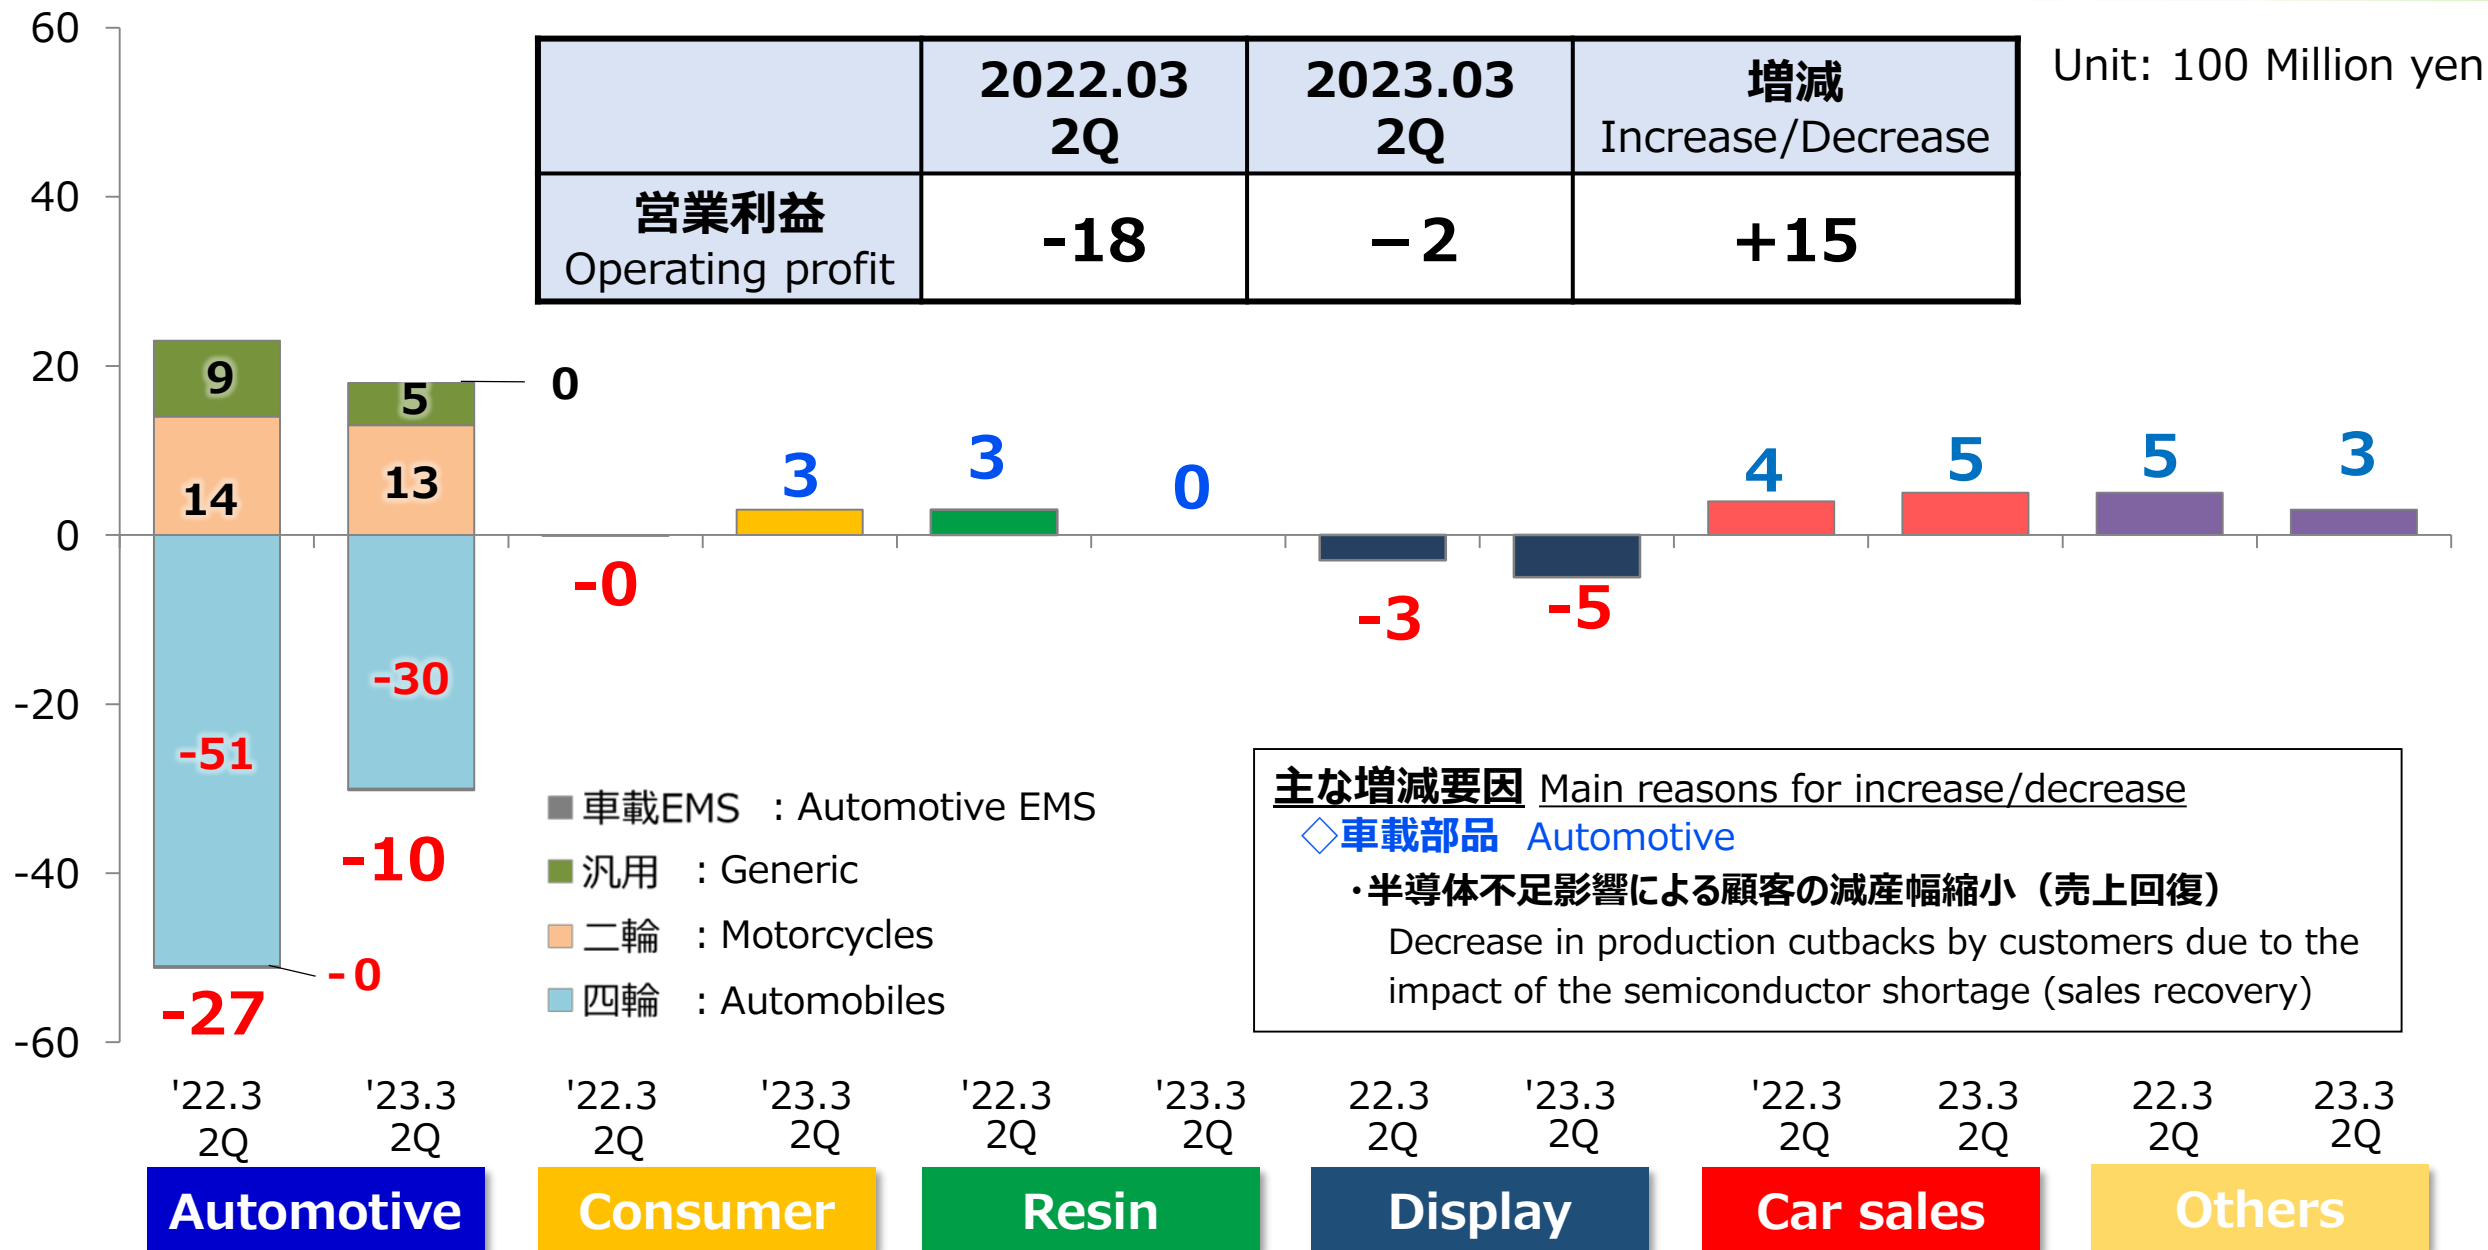 Unit: 100 Million yen
2022.03 2Q
2023.03 2Q
増減
Increase/Decrease
営業利益
Operating profit
-18
−2
+15
60
40
20
0
-20
-40
-60
9
14
-51
-0
-27
5
0
13
-30
-10
-0
3
3
0
-3
-5
4
5
5
3
車載EMS : Automotive EMS
汎用 : Generic
二輪 : Motorcycles
四輪 : Automobiles
主な増減要因 Main reasons for increase/decrease
◇車載部品 Automotive
・半導体不足影響による顧客の減産幅縮小（売上回復）
Decrease in production cutbacks by customers due to the
impact of the semiconductor shortage (sales recovery)
'22.3 2Q
'23.3 2Q
'22.3 2Q
'23.3 2Q
'22.3 2Q
'23.3 2Q
22.3 2Q
'23.3 2Q
'22.3 2Q
23.3 2Q
22.3 2Q
23.3 2Q
Automotive
Consumer
Resin
Display
Car sales
Others